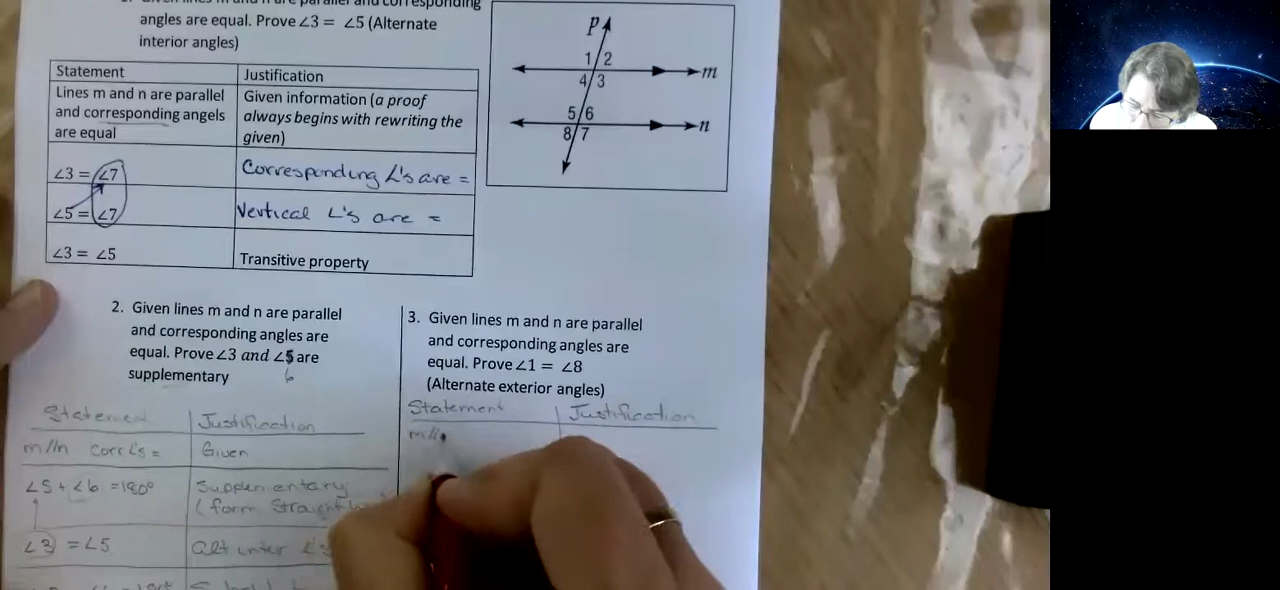 angles are equal. Prove ∠3 = ∠5 (Alternate
interior angles)
Statement Justification
Lines m and n are parallel
and corresponding angels
are equal
Given information (a proof
always begins with rewriting the
given)
∠3 = ∠7 Corresponding ∠'s are =
∠5 = ∠7 Vertical ∠'s are =
∠3 = ∠5 Transitive property
P
1 2
m
4 3
5 6
n
8 7
2. Given lines m and n are parallel
and corresponding angles are
equal. Prove ∠3 and ∠5 are
supplementary 6
Statement Justification
m//n corr ∠'s = Given
∠5 + ∠6 = 180° Supplementary
(form straight
∠3 = ∠5 alt inter ∠'s
3. Given lines m and n are parallel
and corresponding angles are
equal. Prove ∠1 = ∠8
(Alternate exterior angles)
Statement Justification
m//